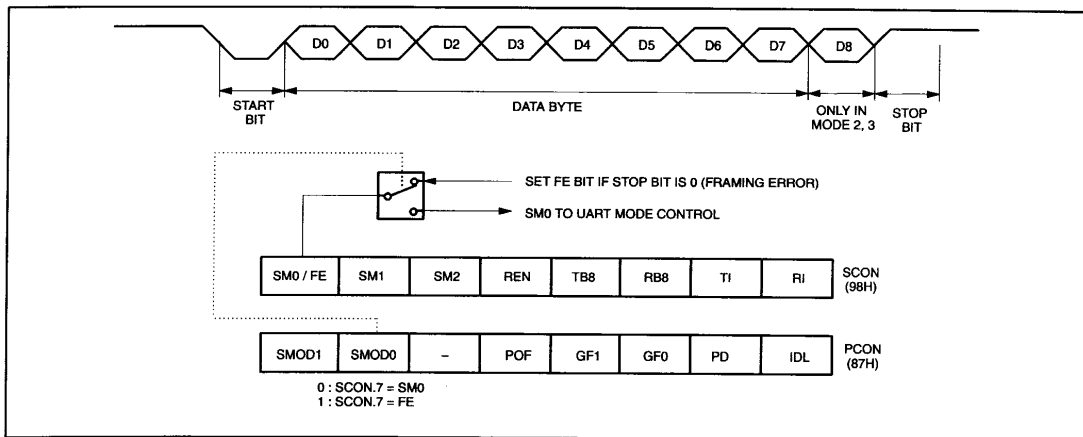 D0 D1 D2 D3 D4 D5 D6 D7 D8
START BIT
DATA BYTE
ONLY IN MODE 2, 3
STOP BIT
SET FE BIT IF STOP BIT IS 0 (FRAMING ERROR)
SM0 TO UART MODE CONTROL
SM0 / FE SM1 SM2 REN TB8 RB8 TI RI
SCON (98H)
SMOD1 SMOD0 – POF GF1 GF0 PD IDL
PCON (87H)
0 : SCON.7 = SM0
1 : SCON.7 = FE